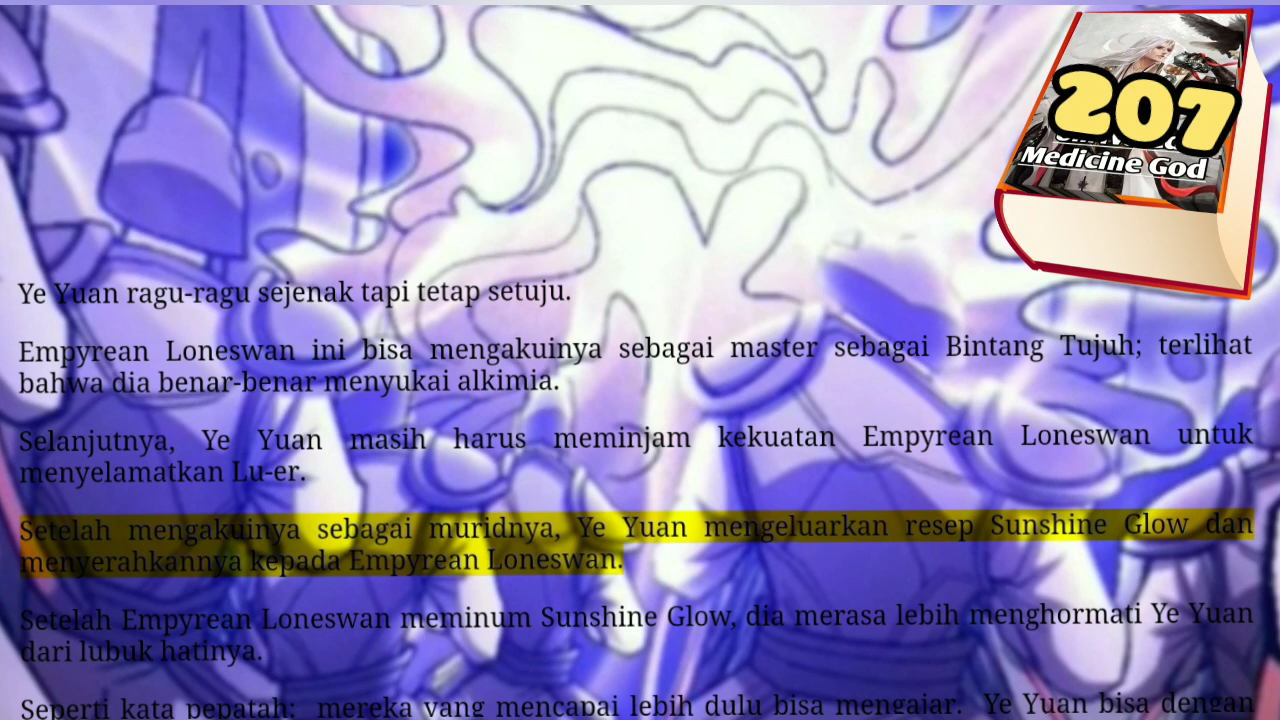 207
Medicine God
Ye Yuan ragu-ragu sejenak tapi tetap setuju.
Empyrean Loneswan ini bisa mengakuinya sebagai master sebagai Bintang Tujuh; terlihat
bahwa dia benar-benar menyukai alkimia.
Selanjutnya, Ye Yuan masih harus meminjam kekuatan Empyrean Loneswan untuk
menyelamatkan Lu-er.
Setelah mengakuinya sebagai muridnya, Ye Yuan mengeluarkan resep Sunshine Glow dan
menyerahkannya kepada Empyrean Loneswan.
Setelah Empyrean Loneswan meminum Sunshine Glow, dia merasa lebih menghormati Ye Yuan
dari lubuk hatinya.
Seperti kata pepatah: mereka yang mencapai lebih dulu bisa mengajar. Ye Yuan bisa dengan